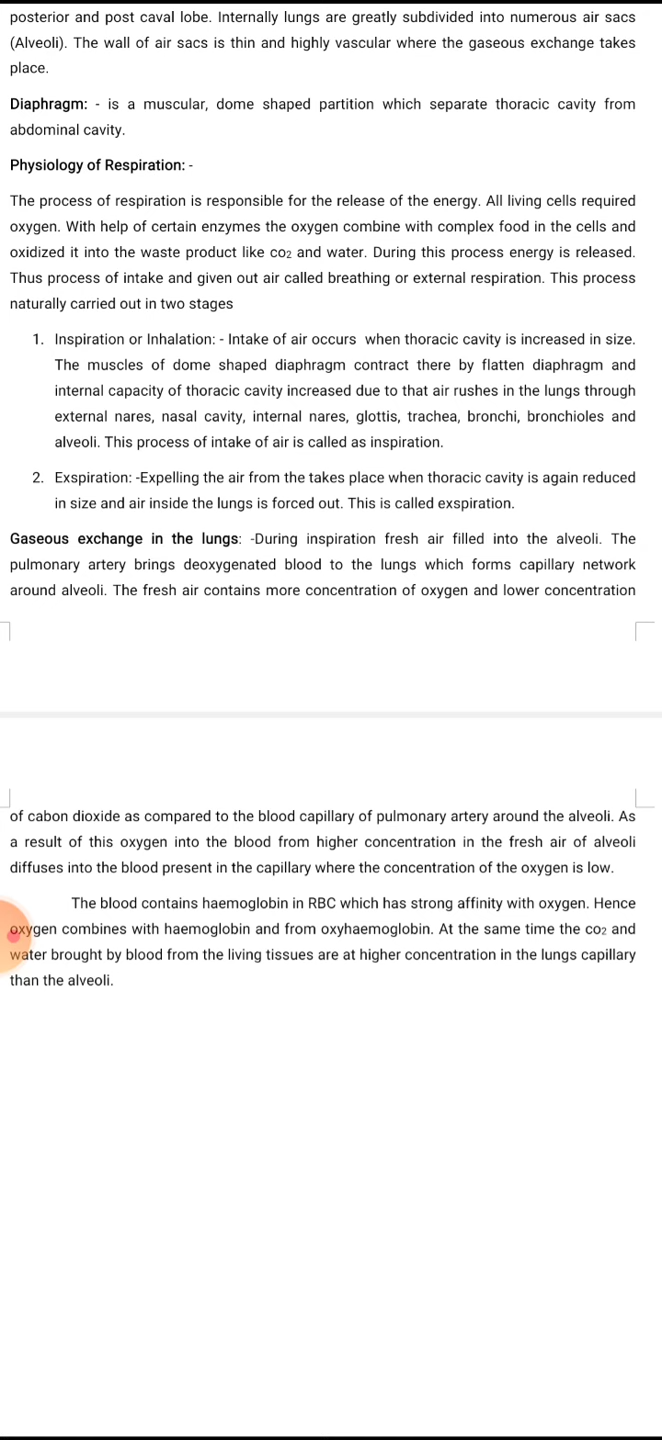 posterior and post caval lobe. Internally lungs are greatly subdivided into numerous air sacs
(Alveoli). The wall of air sacs is thin and highly vascular where the gaseous exchange takes
place.
Diaphragm: - is a muscular, dome shaped partition which separate thoracic cavity from
abdominal cavity.
Physiology of Respiration: -
The process of respiration is responsible for the release of the energy. All living cells required
oxygen. With help of certain enzymes the oxygen combine with complex food in the cells and
oxidized it into the waste product like co₂ and water. During this process energy is released.
Thus process of intake and given out air called breathing or external respiration. This process
naturally carried out in two stages
1. Inspiration or Inhalation: - Intake of air occurs when thoracic cavity is increased in size.
The muscles of dome shaped diaphragm contract there by flatten diaphragm and
internal capacity of thoracic cavity increased due to that air rushes in the lungs through
external nares, nasal cavity, internal nares, glottis, trachea, bronchi, bronchioles and
alveoli. This process of intake of air is called as inspiration.
2. Exspiration: -Expelling the air from the takes place when thoracic cavity is again reduced
in size and air inside the lungs is forced out. This is called exspiration.
Gaseous exchange in the lungs: -During inspiration fresh air filled into the alveoli. The
pulmonary artery brings deoxygenated blood to the lungs which forms capillary network
around alveoli. The fresh air contains more concentration of oxygen and lower concentration
of cabon dioxide as compared to the blood capillary of pulmonary artery around the alveoli. As
a result of this oxygen into the blood from higher concentration in the fresh air of alveoli
diffuses into the blood present in the capillary where the concentration of the oxygen is low.
The blood contains haemoglobin in RBC which has strong affinity with oxygen. Hence
oxygen combines with haemoglobin and from oxyhaemoglobin. At the same time the co₂ and
water brought by blood from the living tissues are at higher concentration in the lungs capillary
than the alveoli.